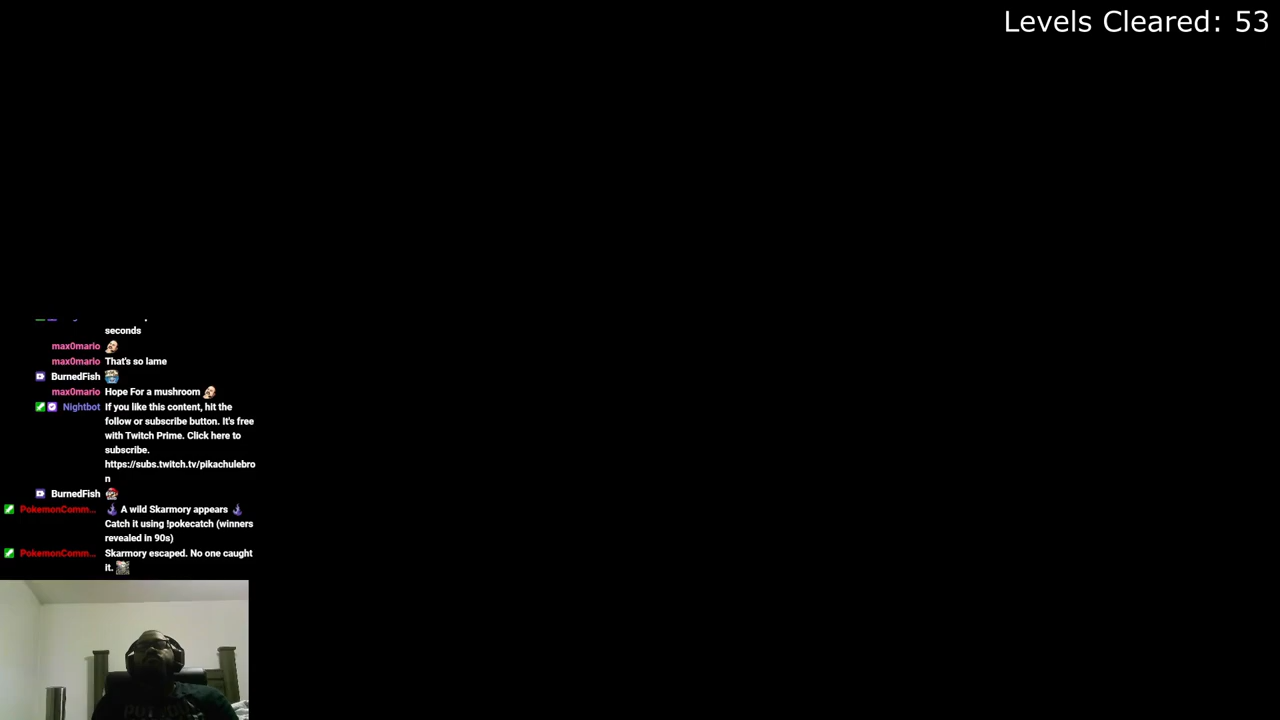 Levels Cleared: 53
seconds
max0mario
max0mario That's so lame
BurnedFish
max0mario Hope For a mushroom
Nightbot If you like this content, hit the
follow or subscribe button. It's free
with Twitch Prime. Click here to
subscribe.
https://subs.twitch.tv/pikachulebro
n
BurnedFish
PokemonComm... A wild Skarmory appears
Catch it using !pokecatch (winners
revealed in 90s)
PokemonComm... Skarmory escaped. No one caught
it.